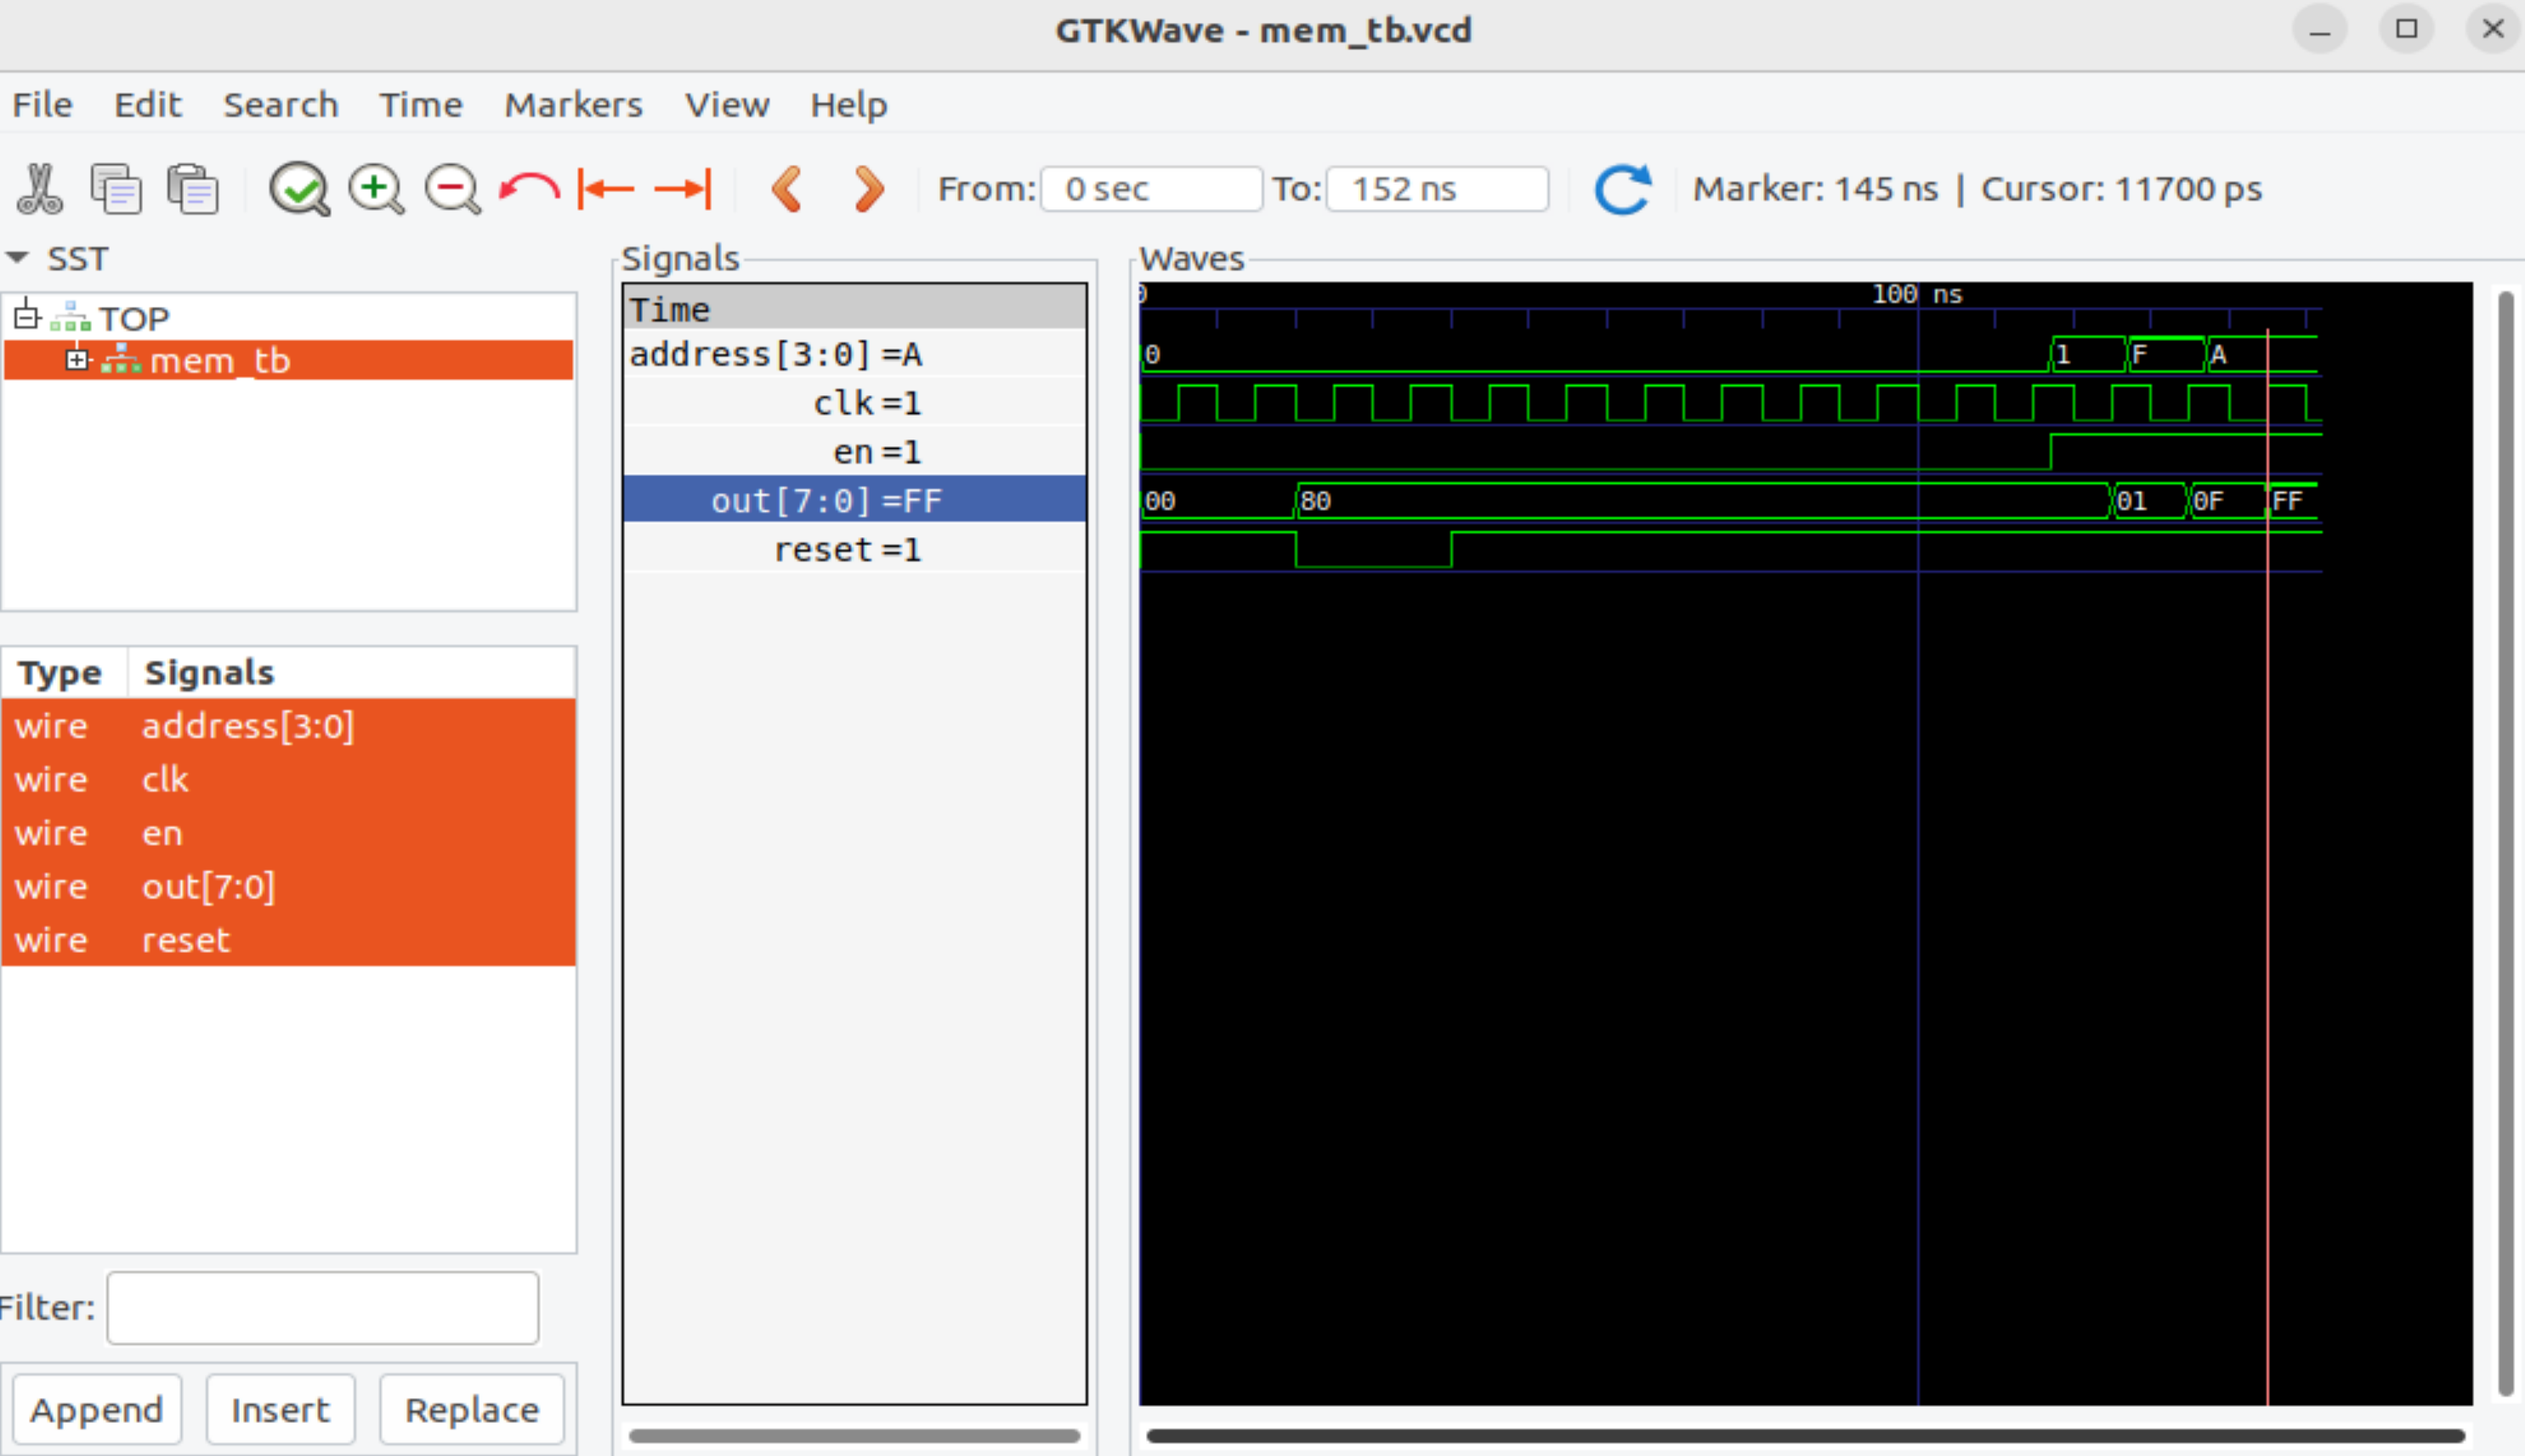 GTKWave - mem_tb.vcd
File Edit Search Time Markers View Help
From: 0 sec To: 152 ns Marker: 145 ns | Cursor: 11700 ps
SST
TOP
mem_tb
Type Signals
wire address[3:0]
wire clk
wire en
wire out[7:0]
wire reset
Filter:
Append Insert Replace
Signals
Time
address[3:0] =A
clk =1
en =1
out[7:0] =FF
reset =1
Waves
0 100 ns
0 1 F A
00 80 01 0F FF